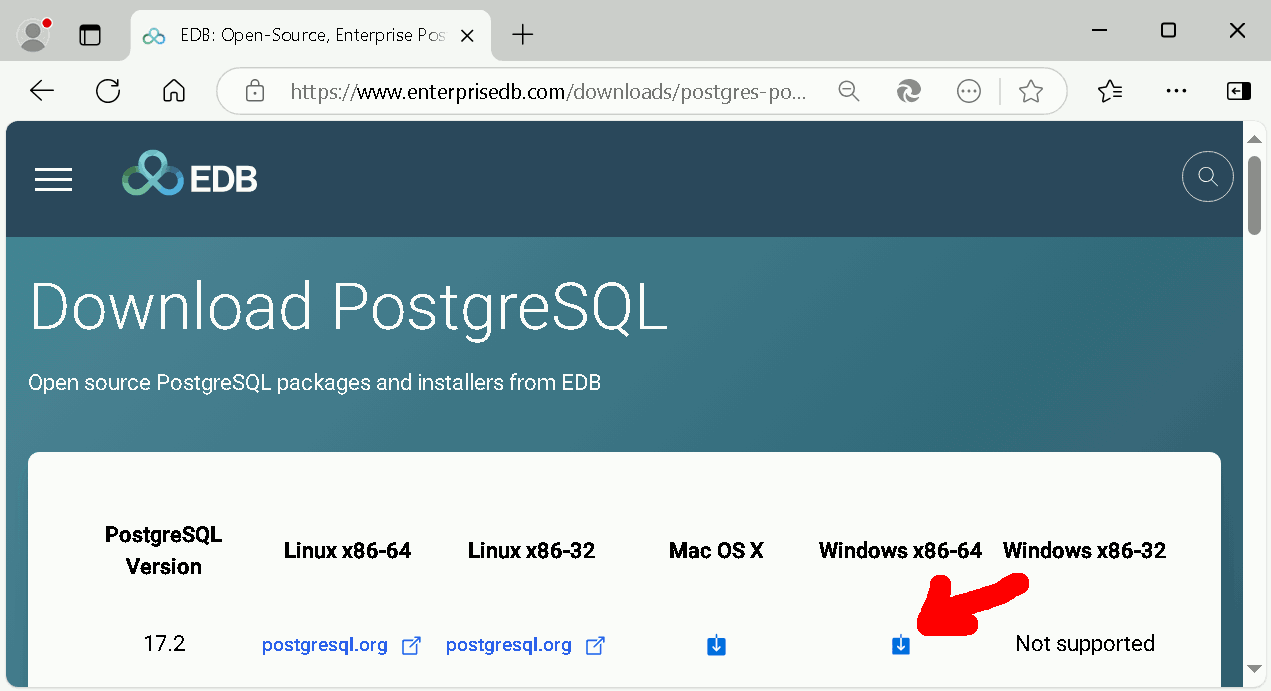 EDB: Open-Source, Enterprise Pos
https://www.enterprisedb.com/downloads/postgres-po...
EDB
Download PostgreSQL
Open source PostgreSQL packages and installers from EDB
PostgreSQL Version
Linux x86-64
Linux x86-32
Mac OS X
Windows x86-64
Windows x86-32
17.2
postgresql.org
postgresql.org
Not supported